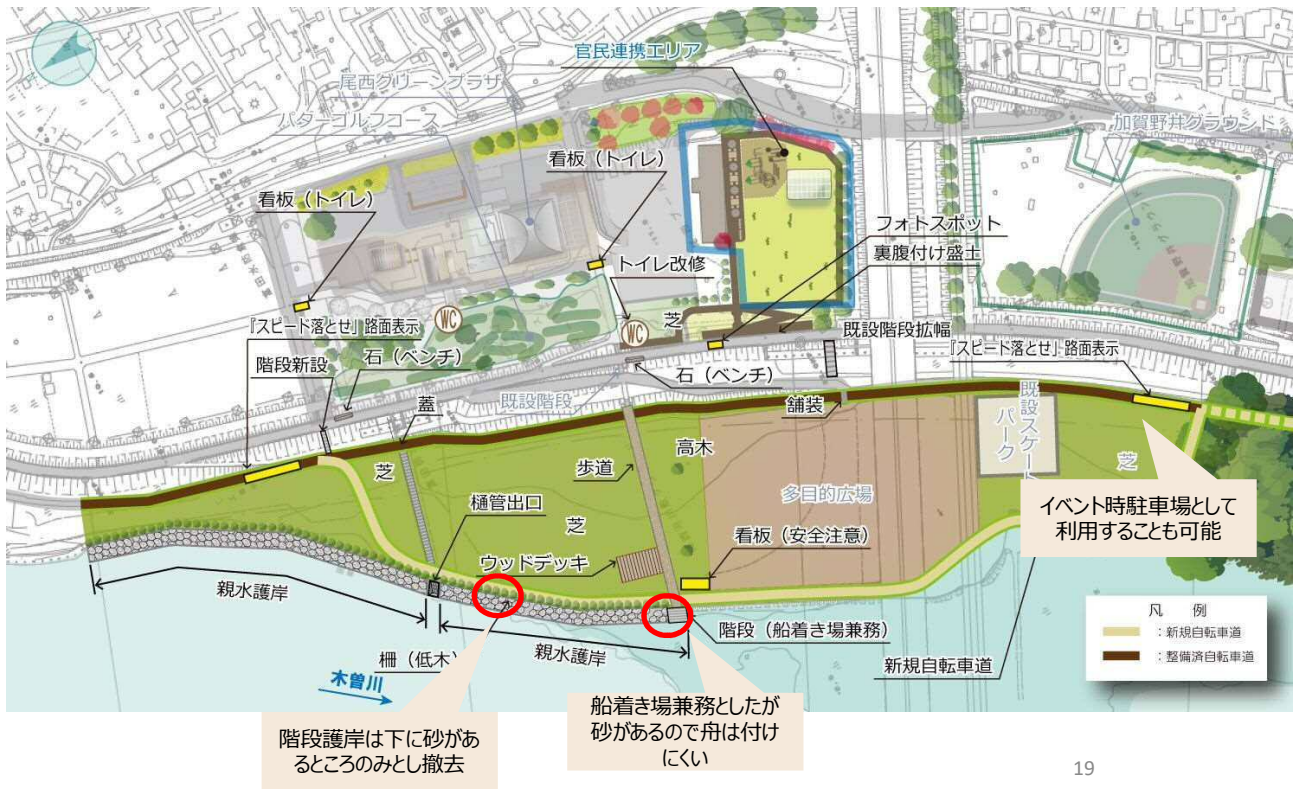 官民連携エリア
尾西グリーンプラザ
パターゴルフコース
加賀野井グラウンド
看板（トイレ）
看板（トイレ）
フォトスポット
裏腹付け盛土
トイレ改修
WC
WC
芝
『スピード落とせ』路面表示
既設階段拡幅
『スピード落とせ』路面表示
階段新設
石（ベンチ）
石（ベンチ）
蓋
既設階段
舗装
既設スケート
パーク
芝
高木
歩道
芝
多目的広場
芝
樋管出口
ウッドデッキ
看板（安全注意）
イベント時駐車場として
利用することも可能
親水護岸
階段（船着き場兼務）
柵（低木）
親水護岸
新規自転車道
木曽川
凡 例
：新規自転車道
：整備済自転車道
階段護岸は下に砂があ
るところのみとし撤去
船着き場兼務としたが
砂があるので舟は付け
にくい
19